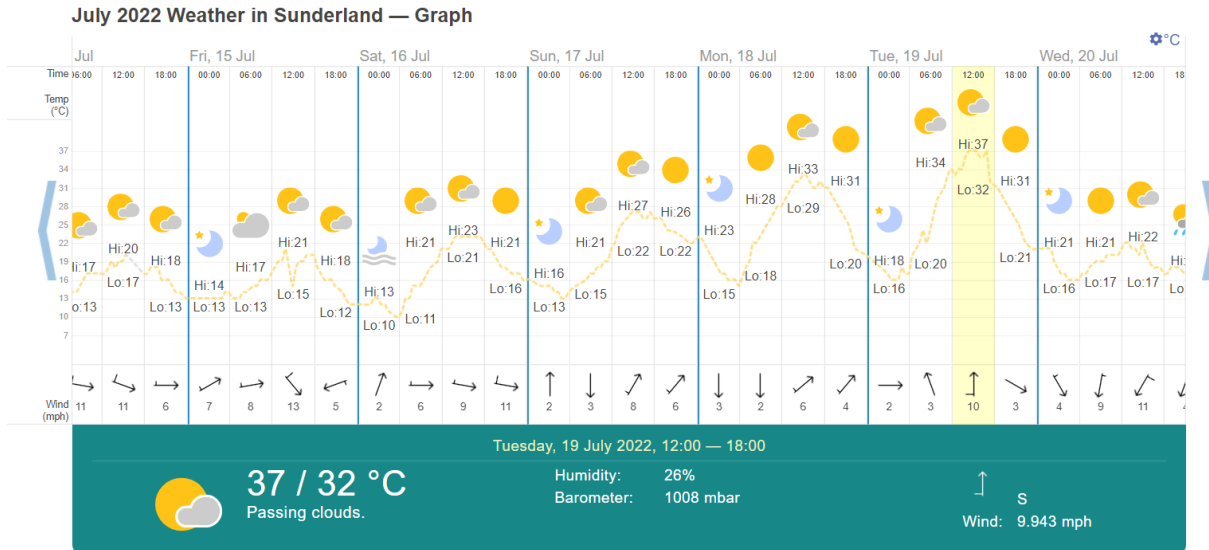 July 2022 Weather in Sunderland — Graph
°C
Jul Fri, 15 Jul Sat, 16 Jul Sun, 17 Jul Mon, 18 Jul Tue, 19 Jul Wed, 20 Jul
Time 06:00 12:00 18:00 00:00 06:00 12:00 18:00 00:00 06:00 12:00 18:00 00:00 06:00 12:00 18:00 00:00 06:00 12:00 18:00 00:00 06:00 12:00 18:00 00:00 06:00 12:00 18
Temp
(°C)
37
34
31
28
25
22
19
16
13
10
7
Hi:17 Hi:20 Hi:18 Hi:14 Hi:17 Hi:21 Hi:18 Hi:13 Hi:21 Hi:23 Hi:21 Hi:16 Hi:21 Hi:27 Hi:26 Hi:23 Hi:28 Hi:33 Hi:31 Hi:18 Hi:34 Hi:37 Hi:31 Hi:21 Hi:21 Hi:22 Hi:
o:13 Lo:17 Lo:13 Lo:13 Lo:13 Lo:15 Lo:12 Lo:10 Lo:11 Lo:21 Lo:16 Lo:13 Lo:15 Lo:22 Lo:22 Lo:15 Lo:18 Lo:29 Lo:20 Lo:16 Lo:20 Lo:32 Lo:21 Lo:16 Lo:17 Lo:17 Lo:
Wind
(mph)
11 11 6 7 8 13 5 2 6 9 11 2 3 8 6 3 2 6 4 2 3 10 3 4 9 11 4
Tuesday, 19 July 2022, 12:00 — 18:00
37 / 32 °C
Passing clouds.
Humidity: 26%
Barometer: 1008 mbar
S
Wind: 9.943 mph